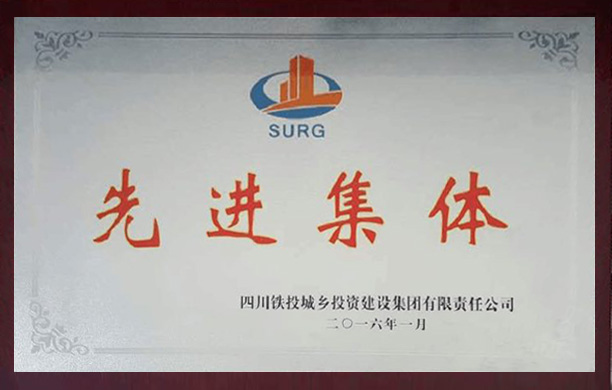 SURG
先进集体
四川铁投城乡投资建设集团有限责任公司
二〇一六年一月